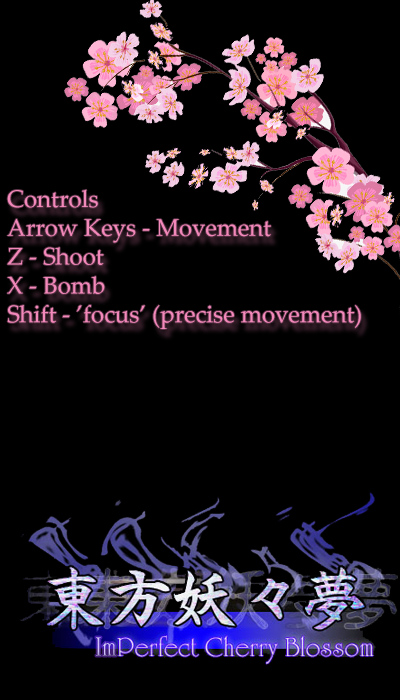 Controls
Arrow Keys - Movement
Z - Shoot
X - Bomb
Shift - 'focus' (precise movement)
東方妖々夢
ImPerfect Cherry Blossom